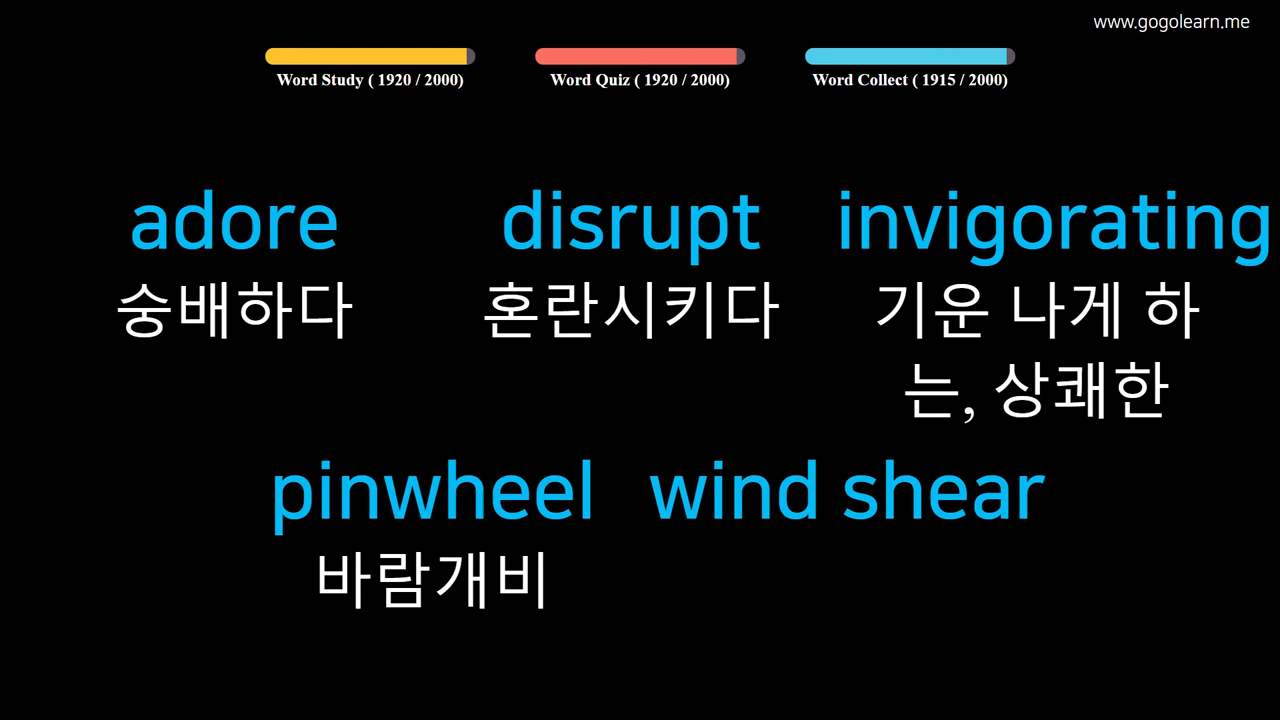 www.gogolearn.me
Word Study ( 1920 / 2000)
Word Quiz ( 1920 / 2000)
Word Collect ( 1915 / 2000)
adore
숭배하다
disrupt
혼란시키다
invigorating
기운 나게 하
는, 상쾌한
pinwheel
바람개비
wind shear